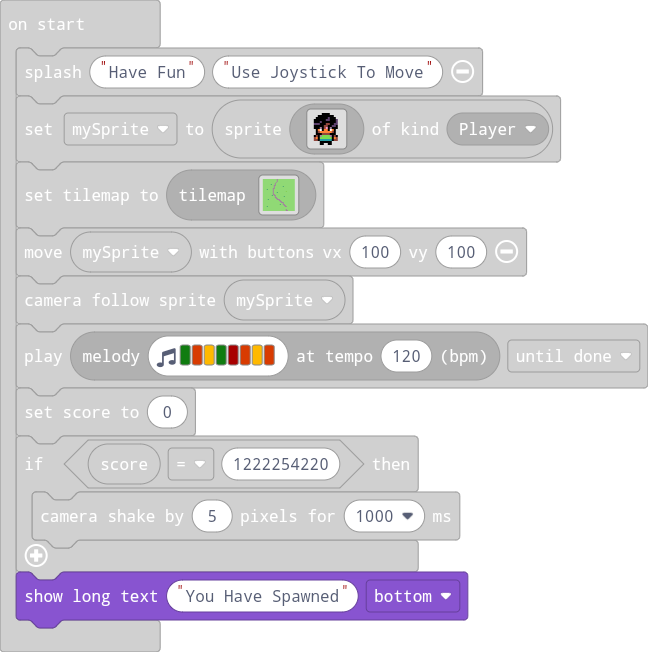 on start
splash "Have Fun" "Use Joystick To Move"
set mySprite to sprite of kind Player
set tilemap to tilemap
move mySprite with buttons vx 100 vy 100
camera follow sprite mySprite
play melody at tempo 120 (bpm) until done
set score to 0
if score = 1222254220 then
camera shake by 5 pixels for 1000 ms
show long text "You Have Spawned" bottom